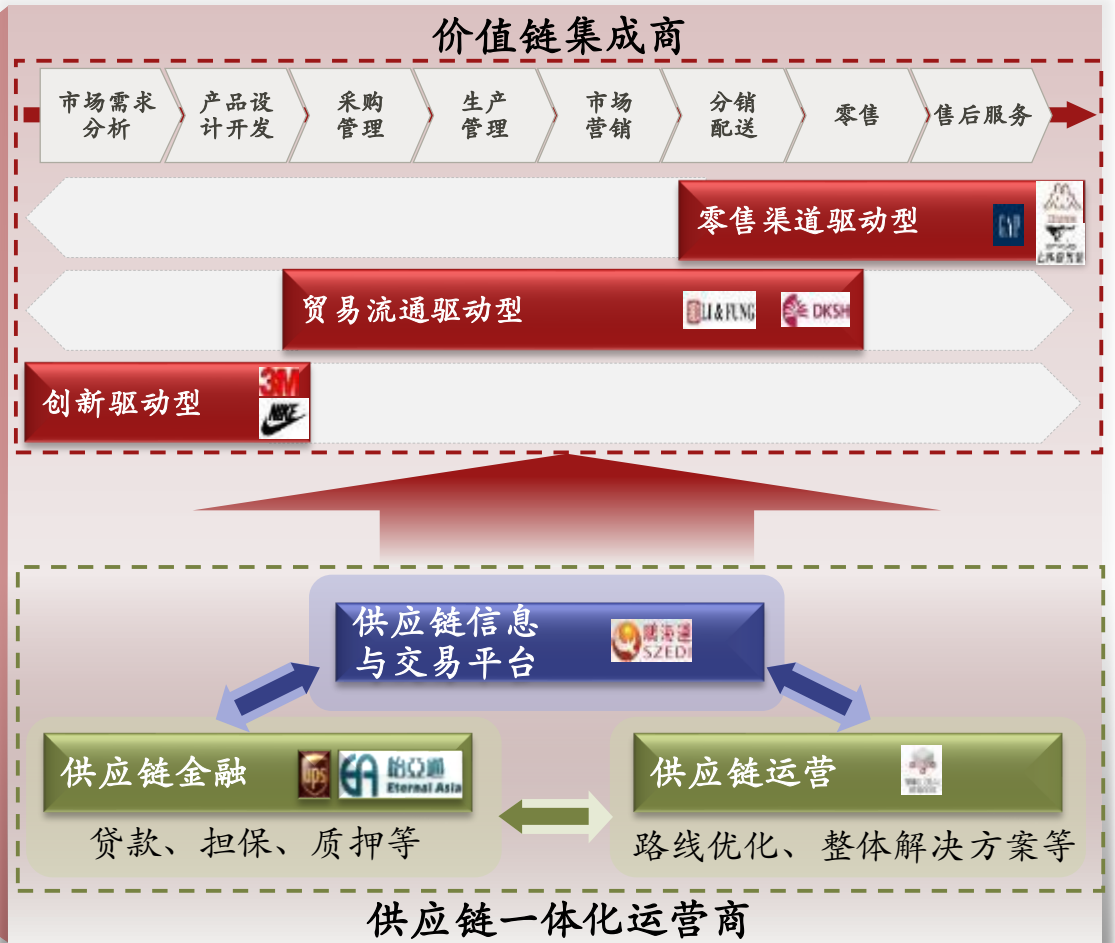 价值链集成商
市场需求
分析
产品设
计开发
采购
管理
生产
管理
市场
营销
分销
配送
零售
售后服务
零售渠道驱动型
GAP
贸易流通驱动型
LI & FUNG
DKSH
创新驱动型
3M
NIKE
供应链信息
与交易平台
鹏海运
SZEDI
供应链金融
ups
EA
怡亞通
Eternal Asia
供应链运营
贷款、担保、质押等
路线优化、整体解决方案等
供应链一体化运营商